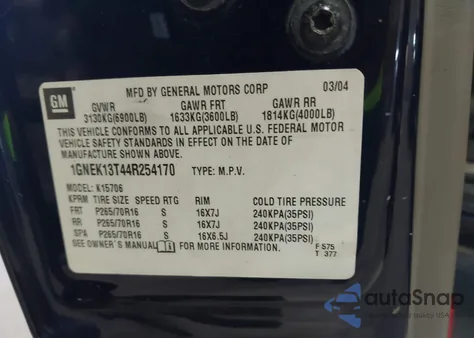 GM
MFD BY GENERAL MOTORS CORP 03/04
GVWR GAWR FRT GAWR RR
3130KG(6900LB) 1633KG(3600LB) 1814KG(4000LB)
THIS VEHICLE CONFORMS TO ALL APPLICABLE U.S. FEDERAL MOTOR
VEHICLE SAFETY STANDARDS IN EFFECT ON THE DATE OF
MANUFACTURE SHOWN ABOVE.
1GNEK13T44R254170 TYPE: M.P.V.
MODEL: K15706
KPRM TIRE SIZE SPEED RTG RIM COLD TIRE PRESSURE
FRT P265/70R16 S 16X7J 240KPA(35PSI)
RR P265/70R16 S 16X7J 240KPA(35PSI)
SPA P265/70R16 S 16X6.5J 240KPA(35PSI)
SEE OWNER'S MANUAL FOR MORE INFORMATION. F 575
T 377
autoSnap